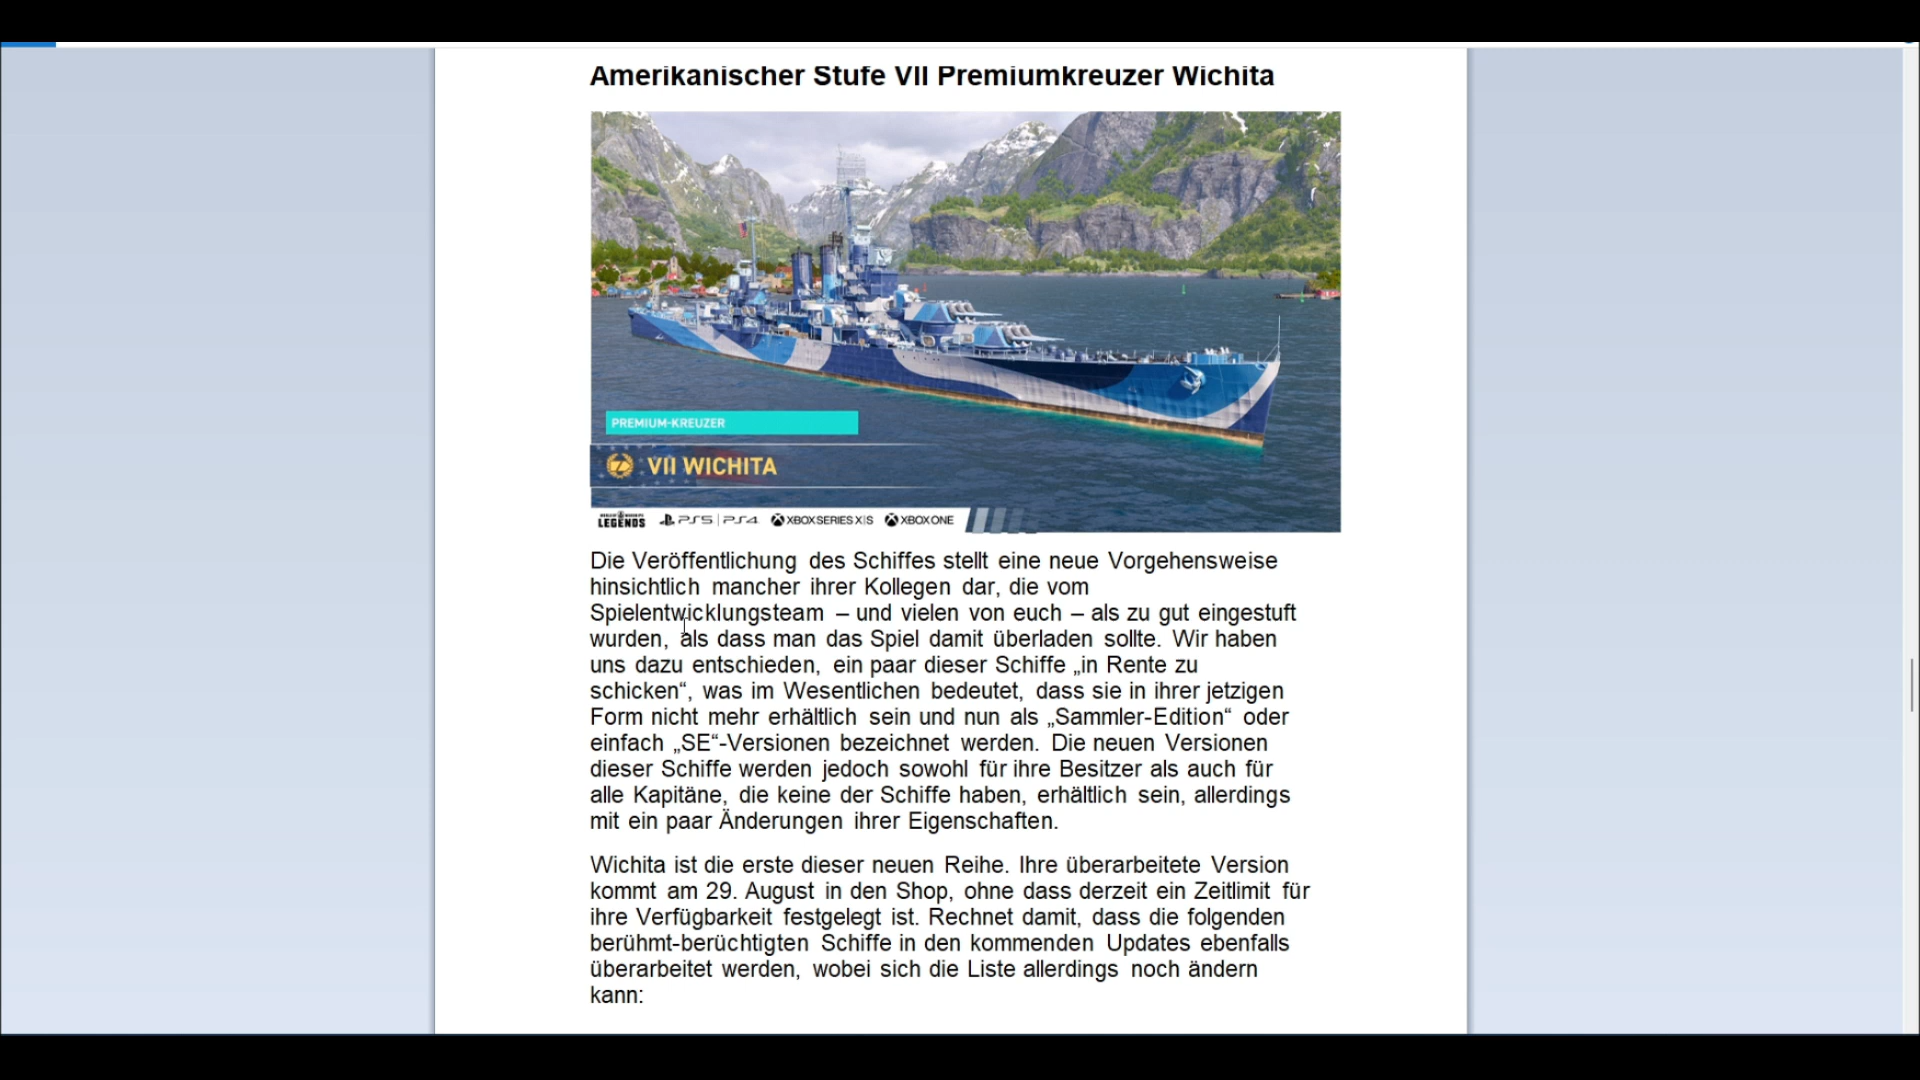 Amerikanischer Stufe VII Premiumkreuzer Wichita
PREMIUM-KREUZER
VII WICHITA
LEGENDS PS5 | PS4 XBOX SERIES X|S XBOX ONE
Die Veröffentlichung des Schiffes stellt eine neue Vorgehensweise
hinsichtlich mancher ihrer Kollegen dar, die vom
Spielentwicklungsteam – und vielen von euch – als zu gut eingestuft
wurden, als dass man das Spiel damit überladen sollte. Wir haben
uns dazu entschieden, ein paar dieser Schiffe „in Rente zu
schicken“, was im Wesentlichen bedeutet, dass sie in ihrer jetzigen
Form nicht mehr erhältlich sein und nun als „Sammler-Edition“ oder
einfach „SE“-Versionen bezeichnet werden. Die neuen Versionen
dieser Schiffe werden jedoch sowohl für ihre Besitzer als auch für
alle Kapitäne, die keine der Schiffe haben, erhältlich sein, allerdings
mit ein paar Änderungen ihrer Eigenschaften.
Wichita ist die erste dieser neuen Reihe. Ihre überarbeitete Version
kommt am 29. August in den Shop, ohne dass derzeit ein Zeitlimit für
ihre Verfügbarkeit festgelegt ist. Rechnet damit, dass die folgenden
berühmt-berüchtigten Schiffe in den kommenden Updates ebenfalls
überarbeitet werden, wobei sich die Liste allerdings noch ändern
kann: